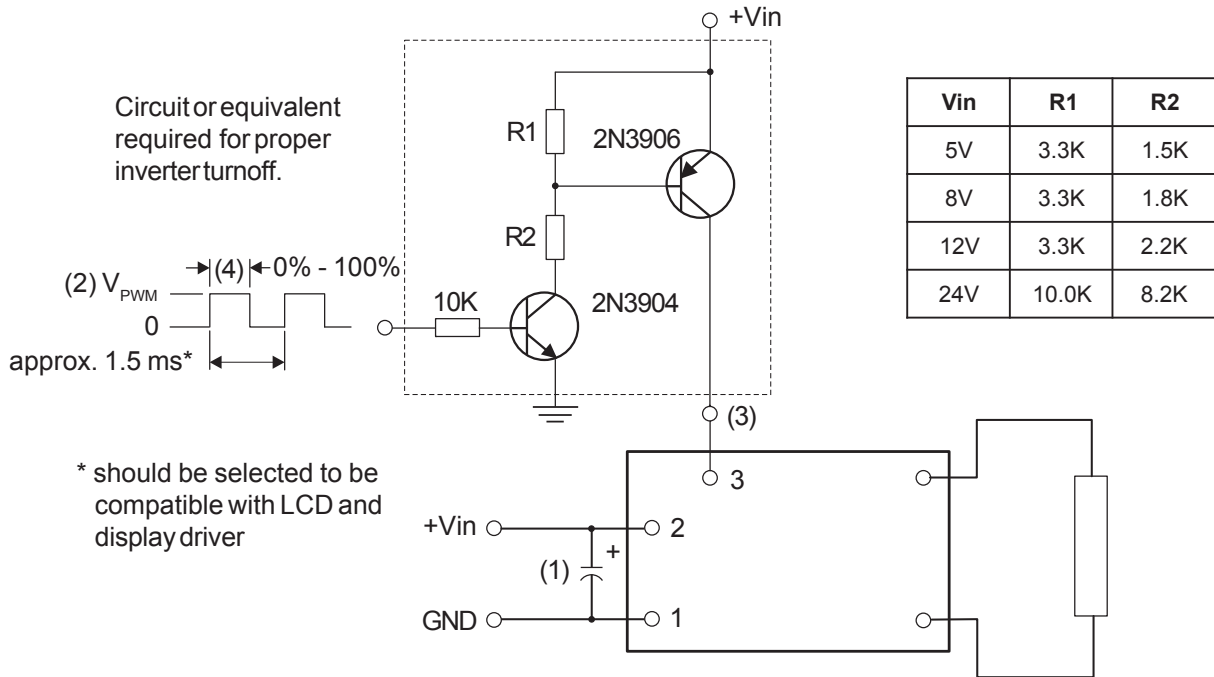 +Vin
Circuit or equivalent
required for proper
inverter turnoff.
R1
2N3906
R2
(2) VPWM
(4)
0% - 100%
0
10K
2N3904
approx. 1.5 ms*
(3)
Vin R1 R2
5V 3.3K 1.5K
8V 3.3K 1.8K
12V 3.3K 2.2K
24V 10.0K 8.2K
* should be selected to be
compatible with LCD and
display driver
3
+Vin
2
(1)
+
GND
1